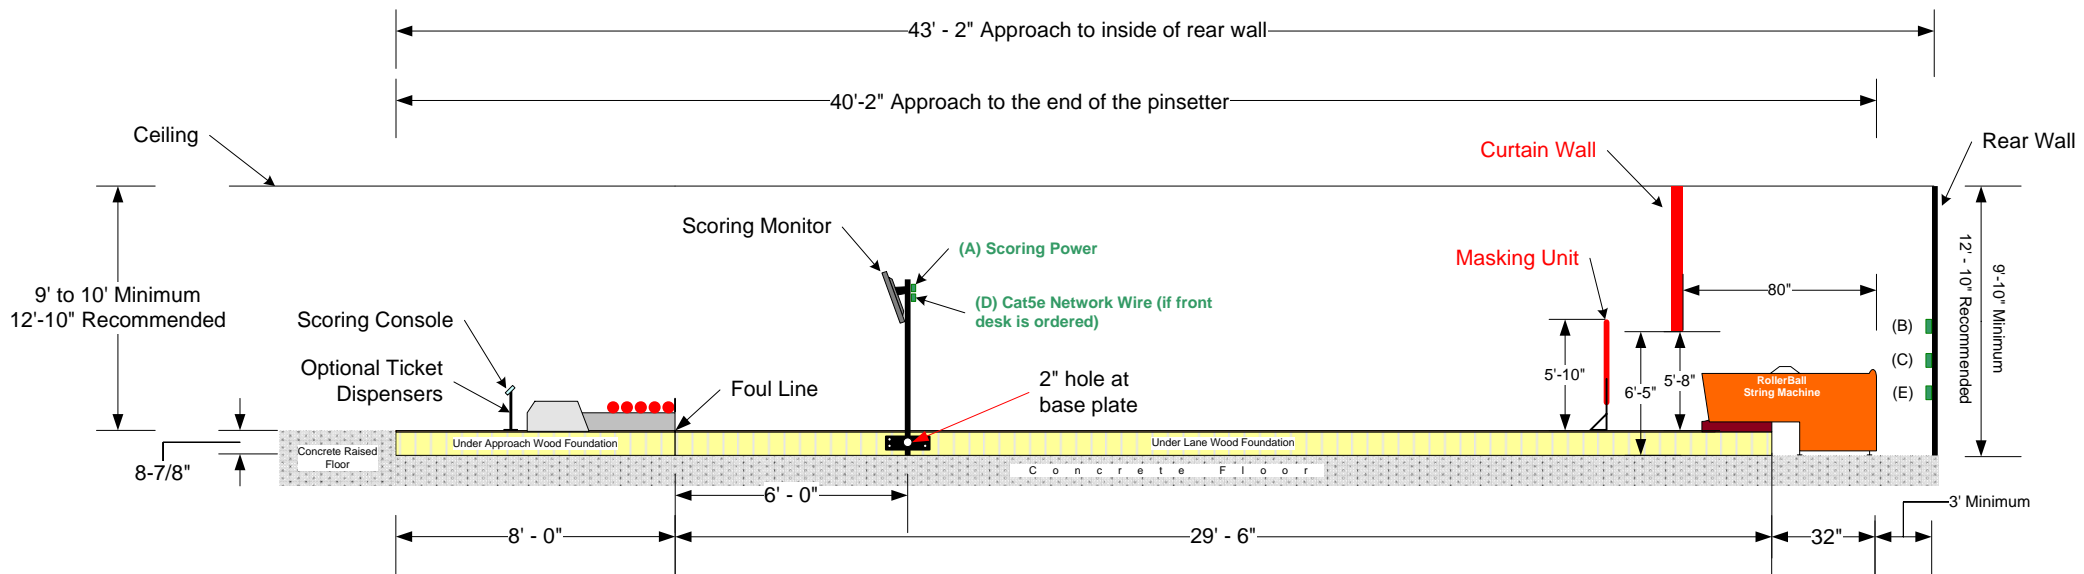 43' - 2" Approach to inside of rear wall
40'-2" Approach to the end of the pinsetter
Ceiling
Curtain Wall
Rear Wall
Scoring Monitor
(A) Scoring Power
Masking Unit
9' to 10' Minimum
12'-10" Recommended
(D) Cat5e Network Wire (if front
desk is ordered)
80"
12' - 10" Recommended
9'-10" Minimum
Scoring Console
(B)
(C)
(E)
Optional Ticket
Dispensers
Foul Line
2" hole at
base plate
5'-10"
6'-5"
5'-8"
RollerBall
String Machine
Under Approach Wood Foundation
Under Lane Wood Foundation
Concrete Raised
Floor
Concrete Floor
8-7/8"
6' - 0"
3' Minimum
8' - 0"
29' - 6"
32"